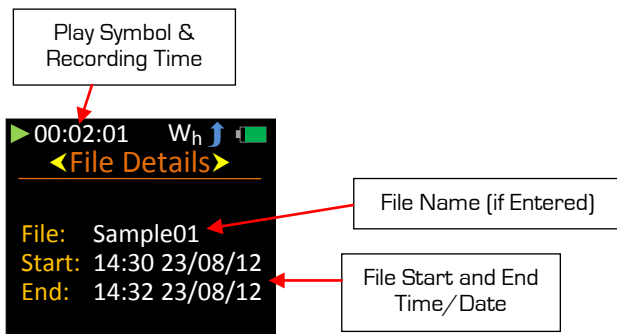 Play Symbol &
Recording Time
00:02:01 Wh
File Details
File: Sample01
Start: 14:30 23/08/12
End: 14:32 23/08/12
File Name (if Entered)
File Start and End
Time/Date